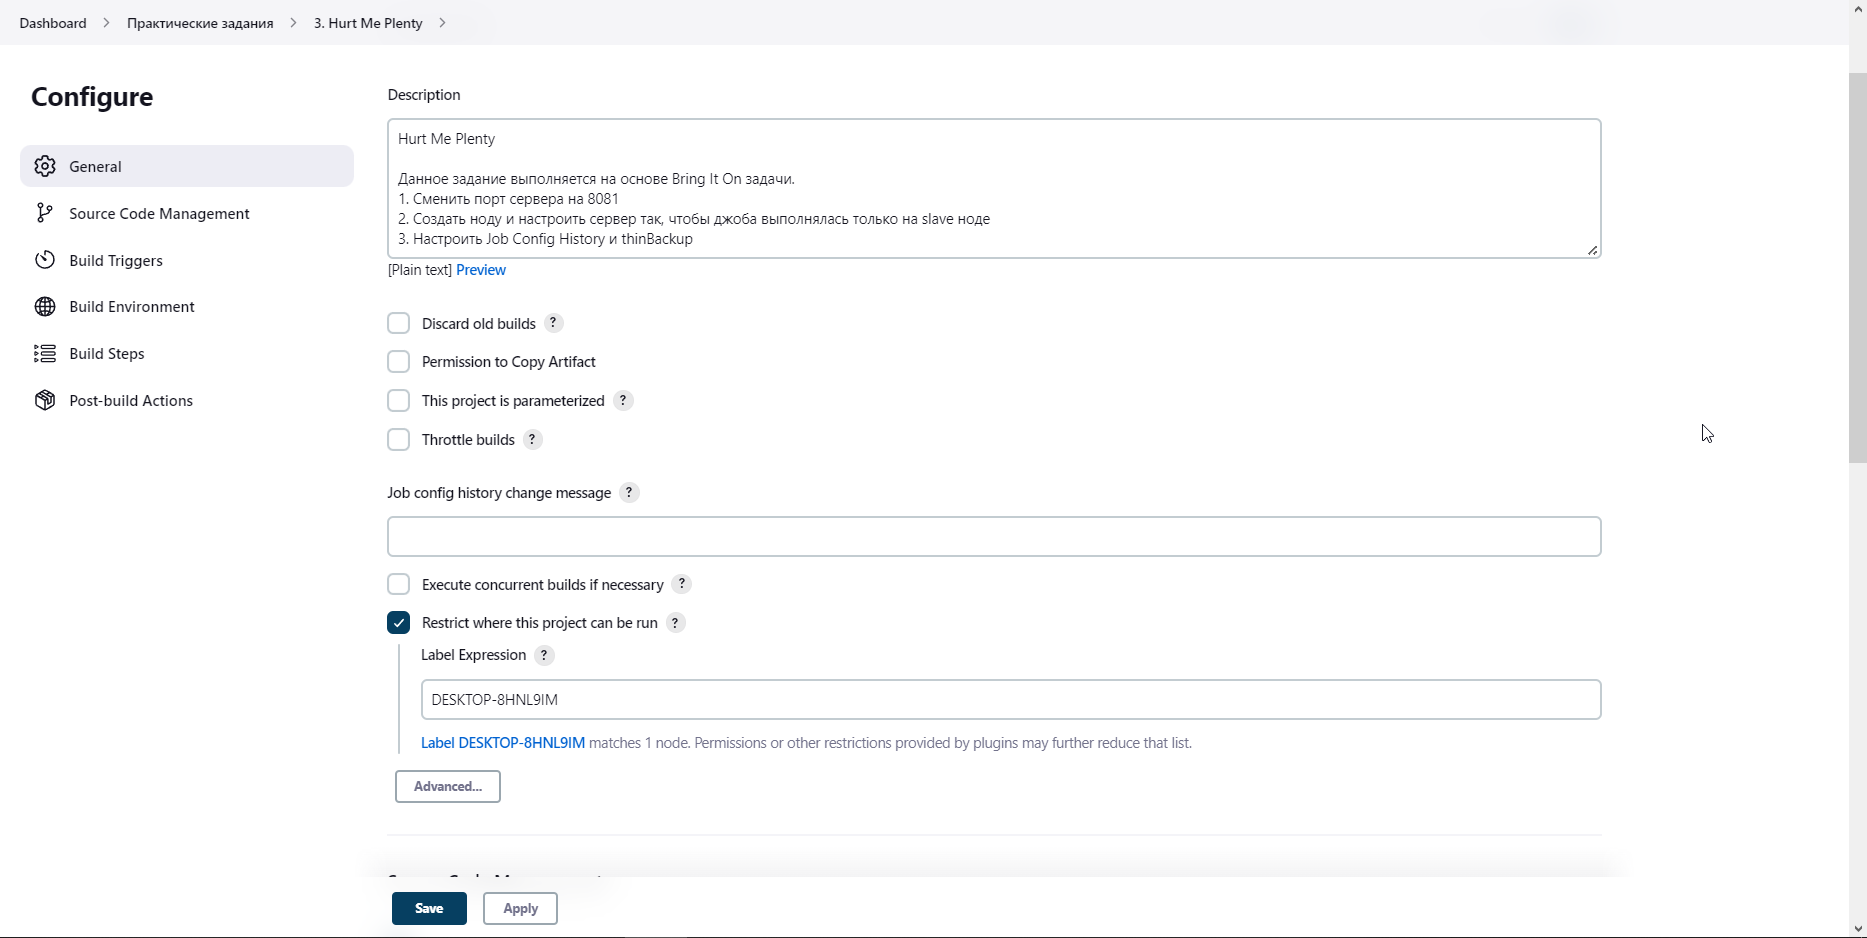 Dashboard > Практические задания > 3. Hurt Me Plenty >
Configure
General
Source Code Management
Build Triggers
Build Environment
Build Steps
Post-build Actions
Description
Hurt Me Plenty
Данное задание выполняется на основе Bring It On задачи.
1. Сменить порт сервера на 8081
2. Создать ноду и настроить сервер так, чтобы джоба выполнялась только на slave ноде
3. Настроить Job Config History и thinBackup
[Plain text] Preview
Discard old builds ?
Permission to Copy Artifact
This project is parameterized ?
Throttle builds ?
Job config history change message ?
Execute concurrent builds if necessary ?
Restrict where this project can be run ?
Label Expression ?
DESKTOP-8HNL9IM
Label DESKTOP-8HNL9IM matches 1 node. Permissions or other restrictions provided by plugins may further reduce that list.
Advanced...
Save
Apply